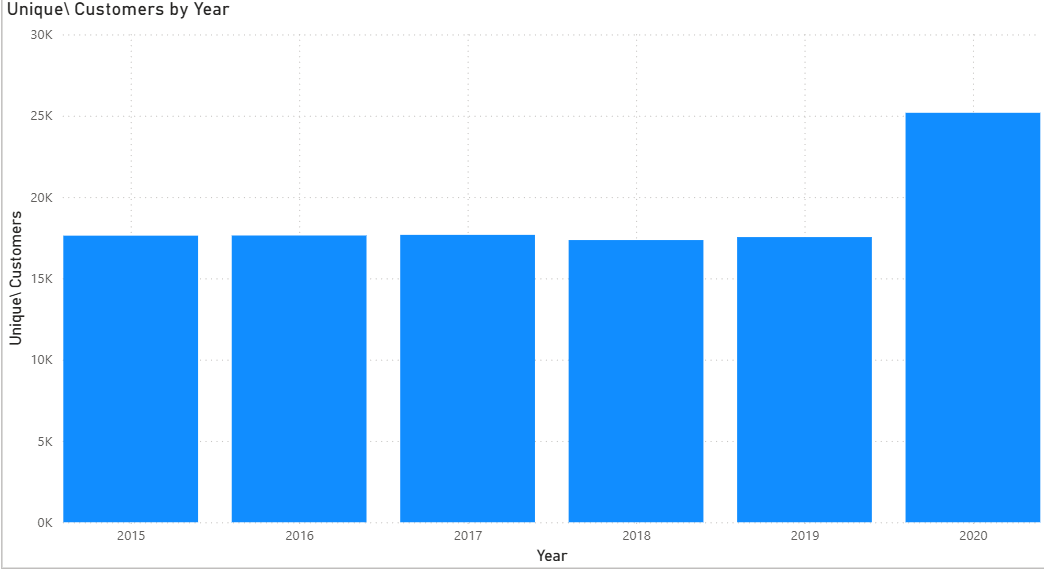 Unique\ Customers by Year
30K
25K
20K
15K
10K
5K
0K
Unique\ Customers
2015 2016 2017 2018 2019 2020
Year